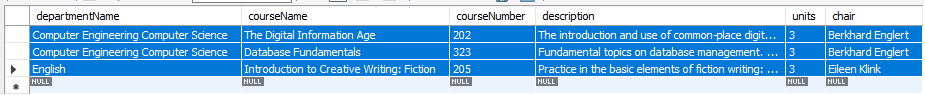 departmentName courseName courseNumber description units chair
Computer Engineering Computer Science The Digital Information Age 202 The introduction and use of common-place digit... 3 Berkhard Englert
Computer Engineering Computer Science Database Fundamentals 323 Fundamental topics on database management. ... 3 Berkhard Englert
English Introduction to Creative Writing: Fiction 205 Practice in the basic elements of fiction writing: ... 3 Eileen Klink
NULL NULL NULL NULL NULL NULL